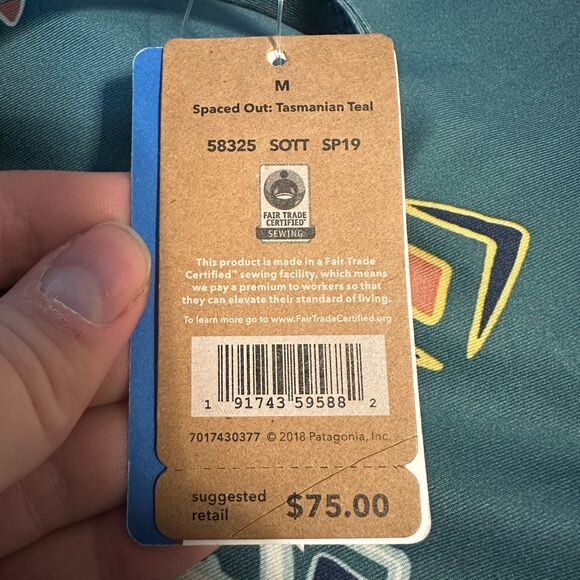 M
Spaced Out: Tasmanian Teal
58325 SOTT SP19
FAIR TRADE
CERTIFIED™
SEWING
This product is made in a Fair Trade
Certified™ sewing facility, which means
we pay a premium to workers so that
they can elevate their standard of living.
To learn more go to www.FairTradeCertified.org
1 91743 59588 2
7017430377 © 2018 Patagonia, Inc.
suggested
retail
$75.00